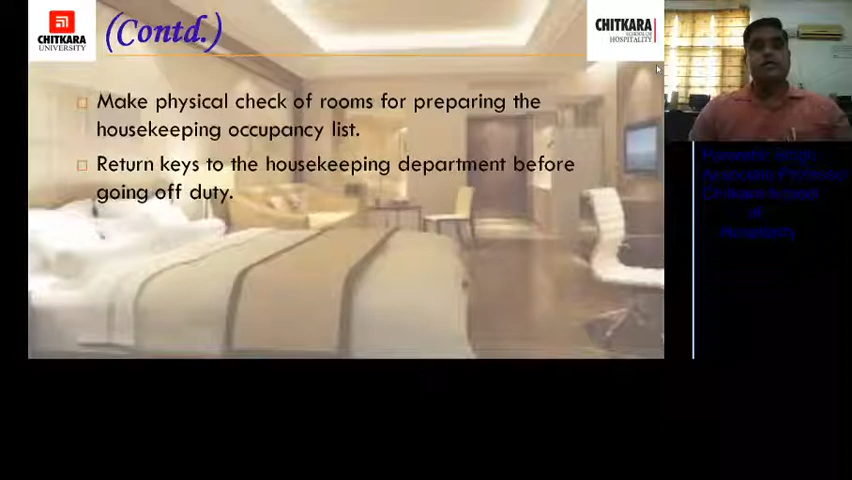 CHITKARA
UNIVERSITY
(Contd.)
CHITKARA
SCHOOL OF
HOSPITALITY
Make physical check of rooms for preparing the
housekeeping occupancy list.
Return keys to the housekeeping department before
going off duty.
Singh
Associate Professor
Chitkara School
of
Hospitality